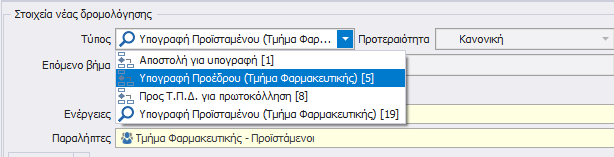 Στοιχεία νέας δρομολόγησης
Τύπος Υπογραφή Προϊσταμένου (Τμήμα Φαρ... Προτεραιότητα Κανονική
Επόμενο βήμα Αποστολή για υπογραφή [1]
Υπογραφή Προέδρου (Τμήμα Φαρμακευτικής) [5]
Προς Τ.Π.Δ. για πρωτοκόλληση [8]
Ενέργειες Υπογραφή Προϊσταμένου (Τμήμα Φαρμακευτικής) [19]
Παραλήπτες Τμήμα Φαρμακευτικής - Προϊστάμενοι